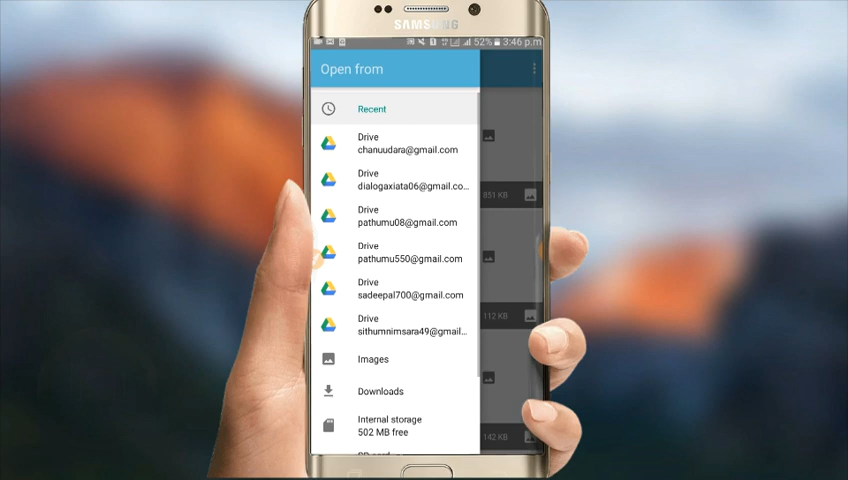 SAMSUNG
52% 3:46 p.m
Open from
Recent
Drive
chanuudara@gmail.com
Drive
dialogaxiata06@gmail.co...
Drive
pathumu08@gmail.com
Drive
pathumu550@gmail.com
Drive
sadeepal700@gmail.com
Drive
sithumnimsara49@gmail...
Images
Downloads
Internal storage
502 MB free
851 KB
112 KB
142 KB